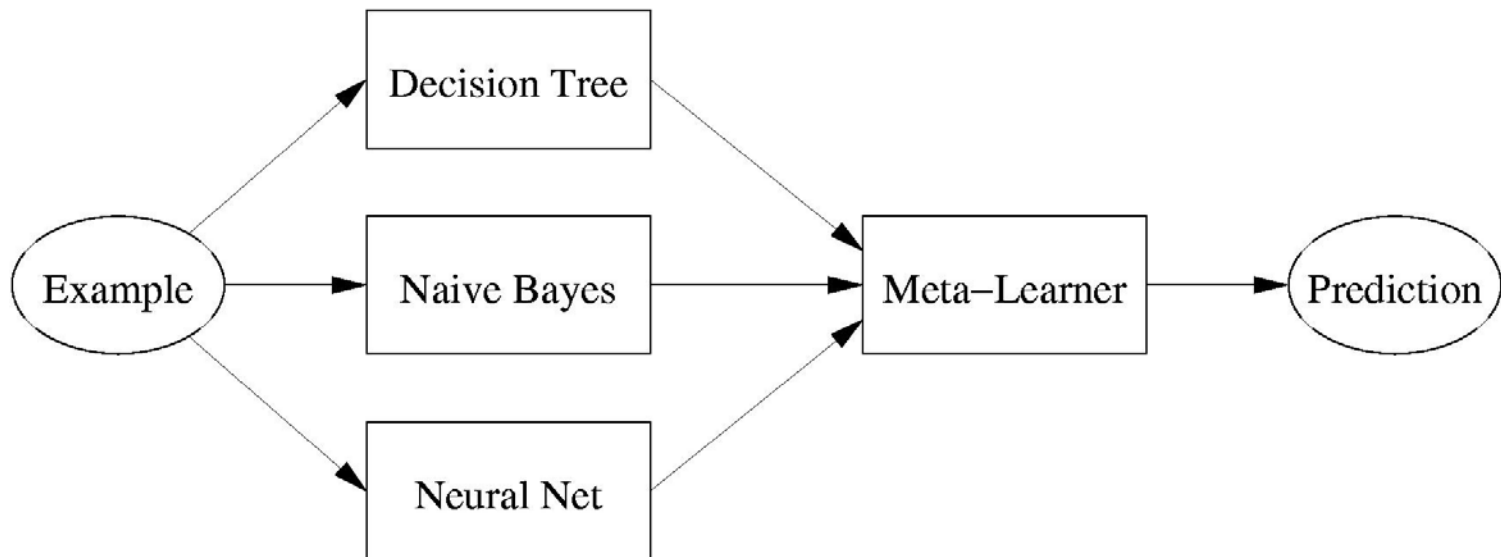 Decision Tree
Example
Naive Bayes
Meta−Learner
Prediction
Neural Net